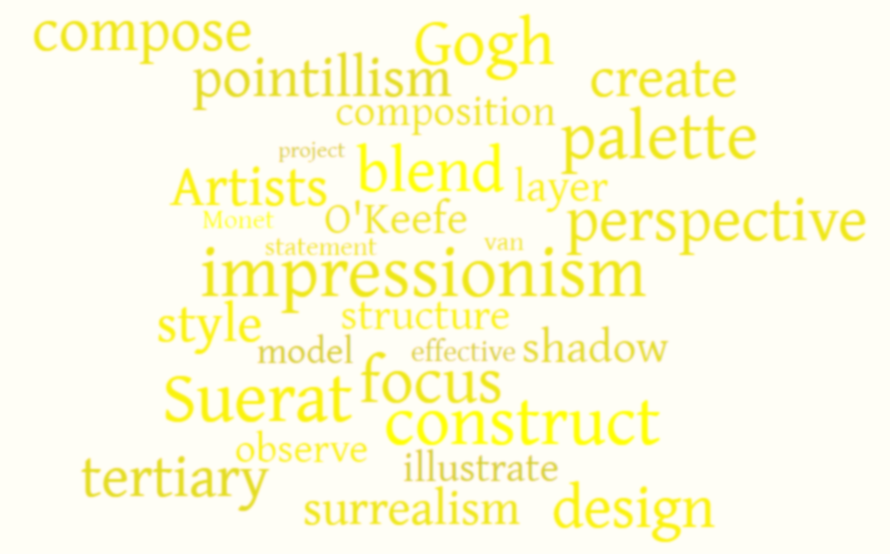 compose
Gogh
pointillism
create
composition
palette
project
blend
Artists
layer
Monet
O'Keefe
perspective
statement
van
impressionism
style
structure
model
effective
shadow
focus
Suerat
construct
observe
illustrate
tertiary
surrealism
design